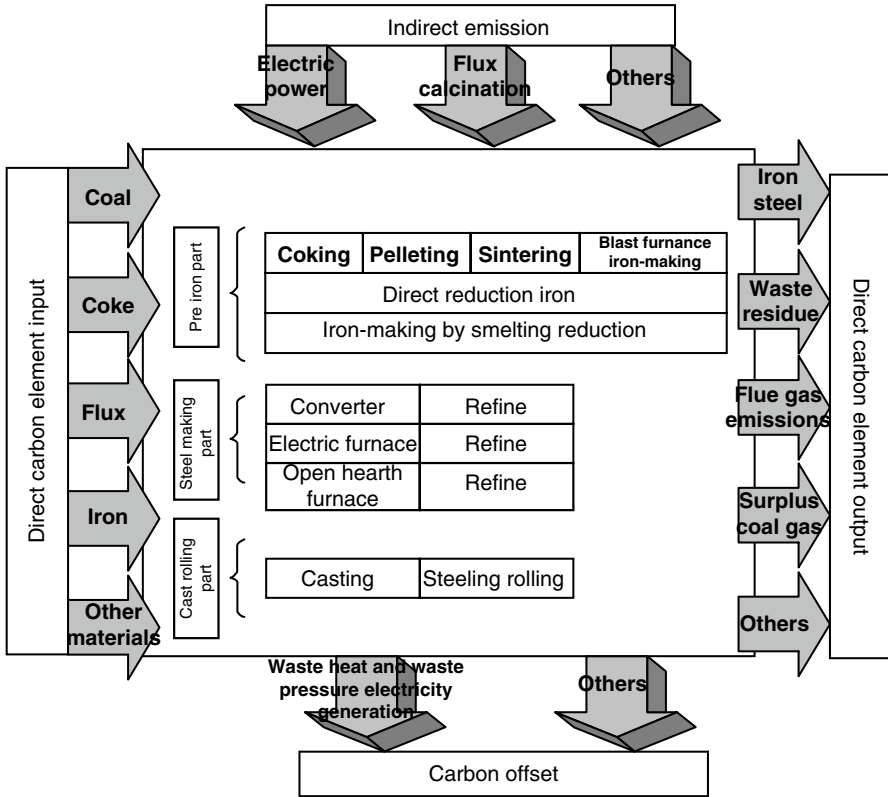 Indirect emission
Electric
power
Flux
calcination
Others
Direct carbon element input
Coal
Coke
Flux
Iron
Other
materials
Pre iron part
Coking Pelleting Sintering Blast furnance
iron-making
Direct reduction iron
Iron-making by smelting reduction
Steel making
part
Converter Refine
Electric furnace Refine
Open hearth
furnace
Refine
Cast rolling
part
Casting Steeling rolling
Iron
steel
Waste
residue
Flue gas
emissions
Surplus
coal gas
Others
Direct carbon element output
Waste heat and waste
pressure electricity
generation
Others
Carbon offset